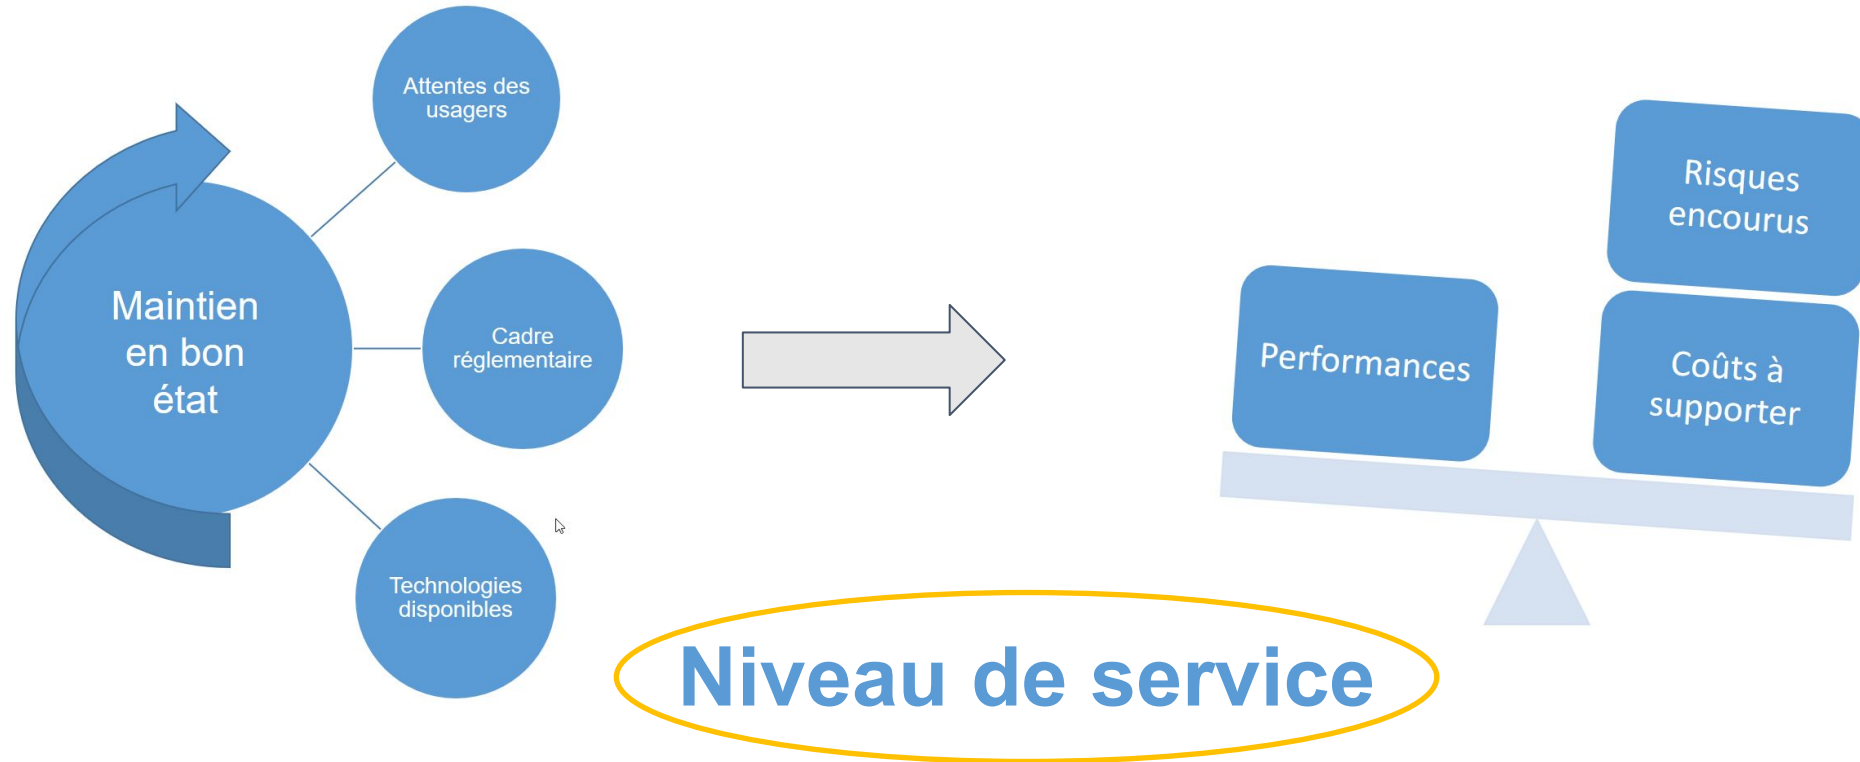 Attentes des
usagers
Maintien
en bon
état
Cadre
réglementaire
Technologies
disponibles
Risques
encourus
Performances
Coûts à
supporter
Niveau de service